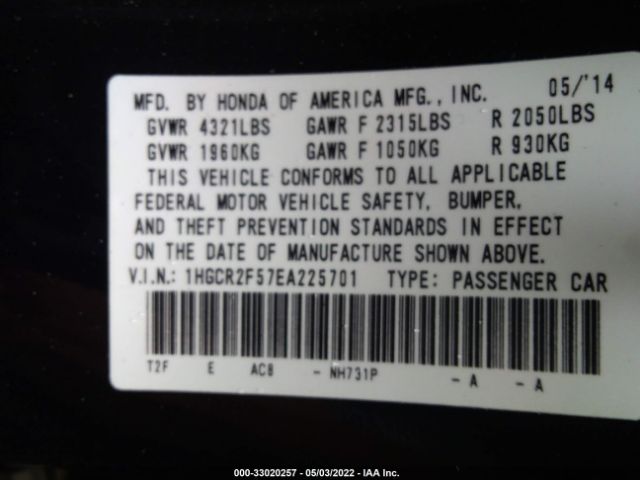 05/'14
MFD. BY HONDA OF AMERICA MFG., INC.
GVWR 4321LBS GAWR F 2315LBS R 2050LBS
GVWR 1960KG GAWR F 1050KG R 930KG
THIS VEHICLE CONFORMS TO ALL APPLICABLE
FEDERAL MOTOR VEHICLE SAFETY, BUMPER,
AND THEFT PREVENTION STANDARDS IN EFFECT
ON THE DATE OF MANUFACTURE SHOWN ABOVE.
V.I.N.: 1HGCR2F57EA225701 TYPE: PASSENGER CAR
T2F E AC8 - NH731P - A - A
000-33020257 - 05/03/2022 - IAA Inc.